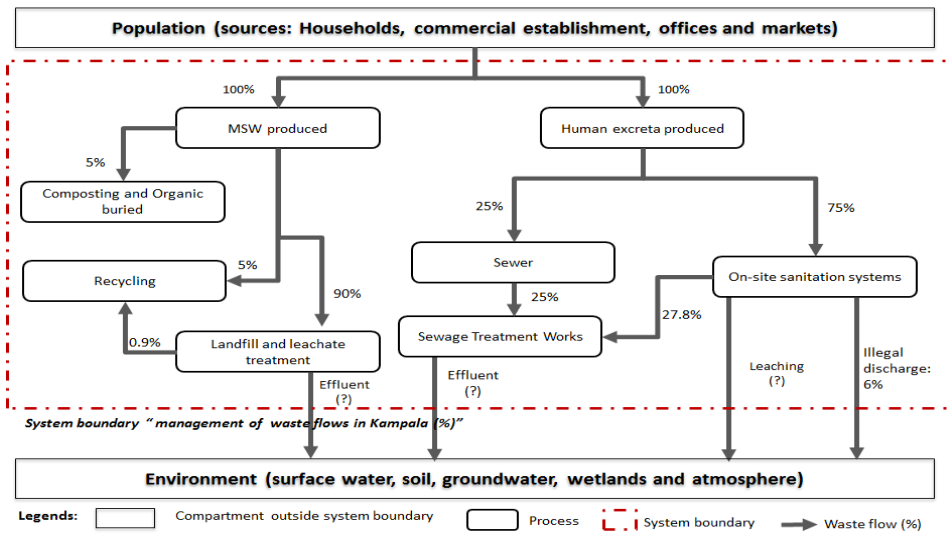 Population (sources: Households, commercial establishment, offices and markets)
100%
100%
MSW produced
Human excreta produced
5%
Composting and Organic
buried
25%
75%
Sewer
On-site sanitation systems
Recycling
5%
90%
25%
27.8%
0.9%
Landfill and leachate
treatment
Sewage Treatment Works
Effluent
(?)
Effluent
(?)
Leaching
(?)
Illegal
discharge:
6%
System boundary “ management of waste flows in Kampala (%)”
Environment (surface water, soil, groundwater, wetlands and atmosphere)
Legends:
Compartment outside system boundary
Process
System boundary
Waste flow (%)